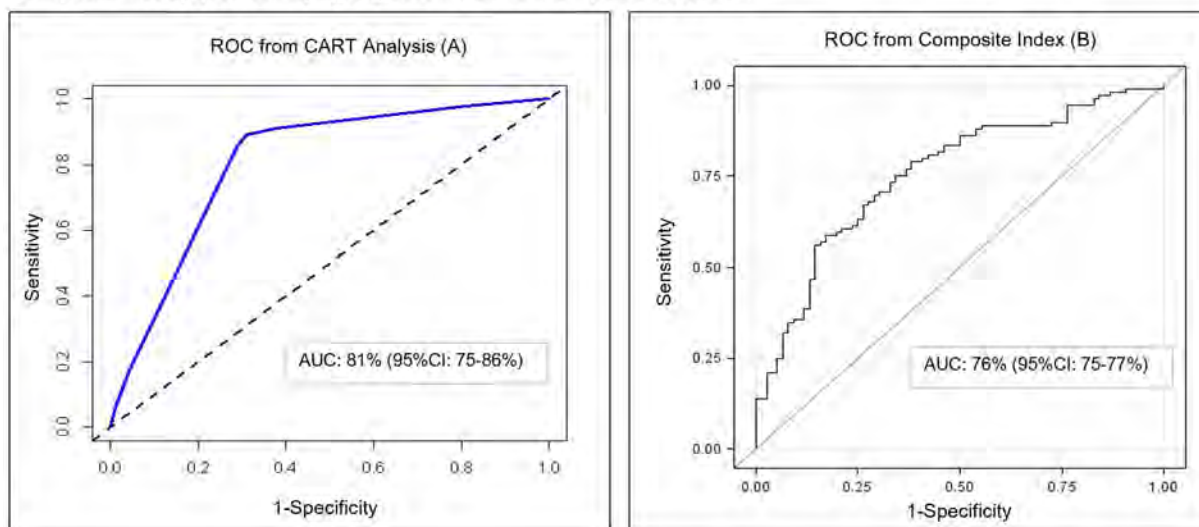 ROC from CART Analysis (A)
Sensitivity
1.0
0.8
0.6
0.4
0.2
0.0
AUC: 81% (95%CI: 75-86%)
0.0 0.2 0.4 0.6 0.8 1.0
1-Specificity
ROC from Composite Index (B)
Sensitivity
1.00
0.75
0.50
0.25
0.00
AUC: 76% (95%CI: 75-77%)
0.00 0.25 0.50 0.75 1.00
1-Specificity